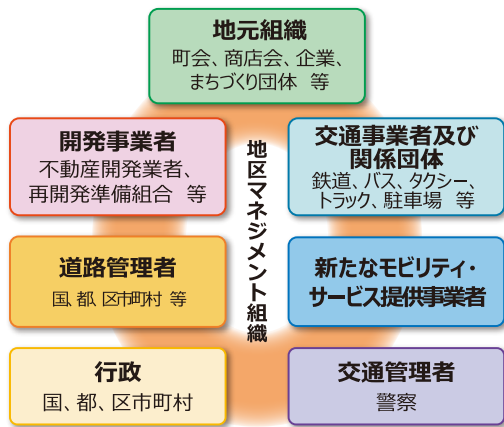 地元組織
町会、商店会、企業、
まちづくり団体 等
開発事業者
不動産開発業者、
再開発準備組合 等
交通事業者及び
関係団体
鉄道、バス、タクシー、
トラック、駐車場 等
地区マネジメント組織
道路管理者
国、都、区市町村 等
新たなモビリティ・
サービス提供事業者
行政
国、都、区市町村
交通管理者
警察